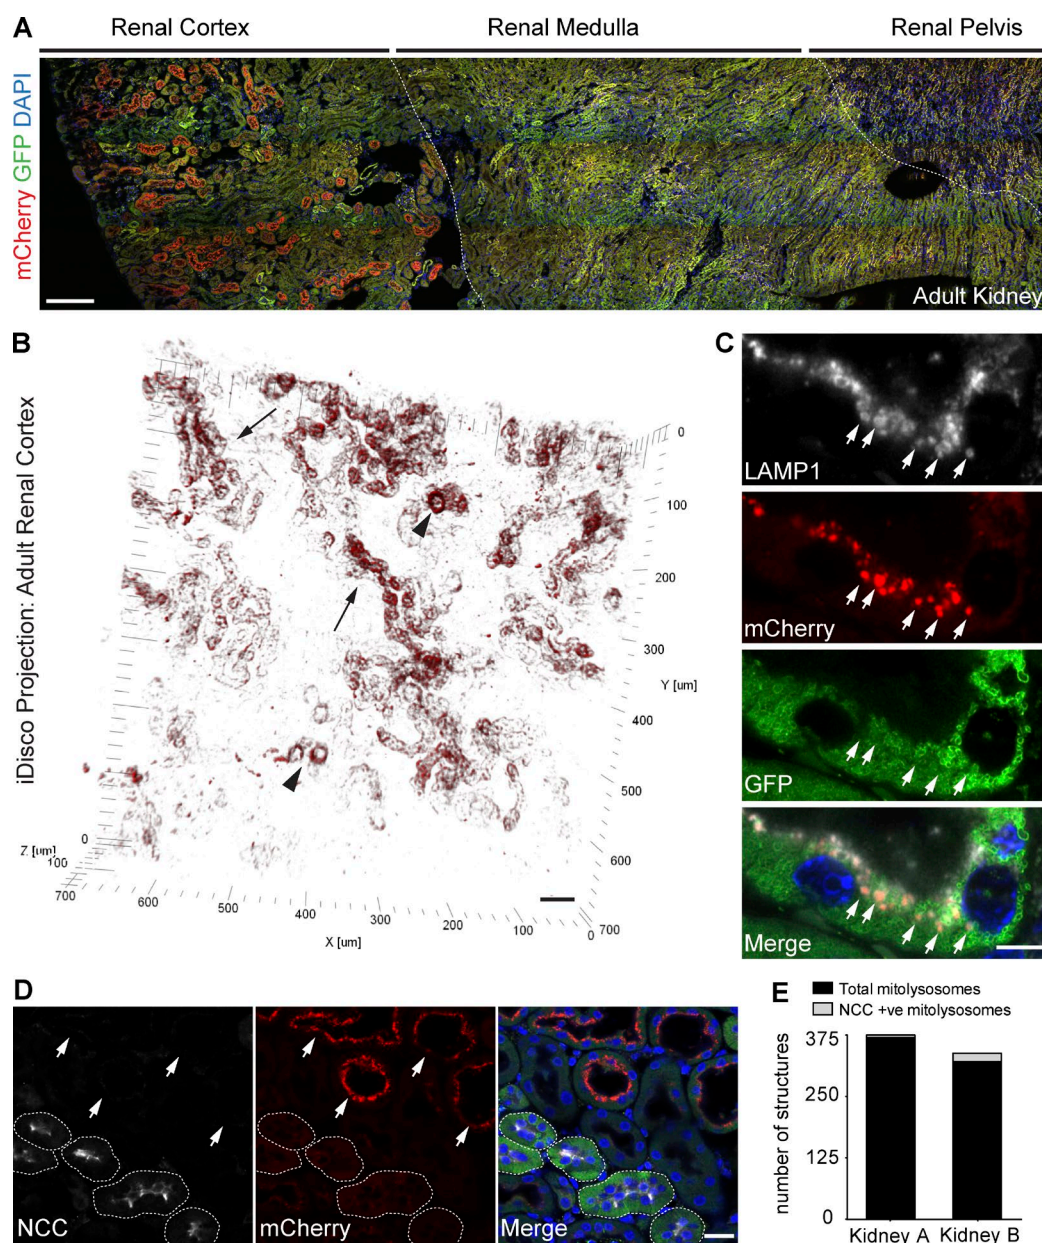 A
Renal Cortex
Renal Medulla
Renal Pelvis
mCherry GFP DAPI
Adult Kidney
B
iDisco Projection: Adult Renal Cortex
0
100
200
300
Y [um]
400
500
600
700
Z [um]
0
100
700
600
500
400
300
200
100
0
X [um]
C
LAMP1
mCherry
GFP
Merge
D
NCC
mCherry
Merge
E
Total mitolysosomes
NCC +ve mitolysosomes
number of structures
375
250
125
0
Kidney A
Kidney B